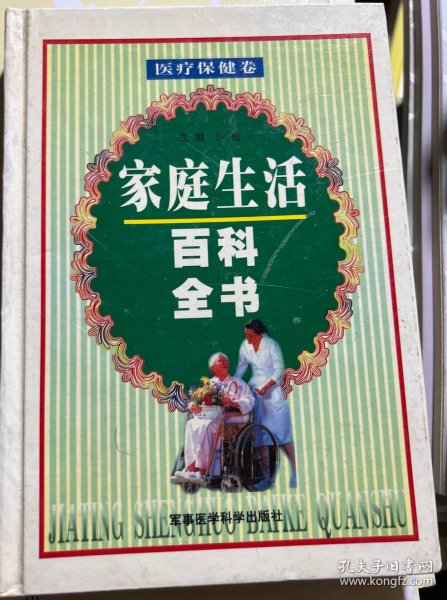 医疗保健卷
主编
家庭生活
百科
全书
JIATING SHENGHUO BAIKE QUANSHU
军事医学科学出版社
孔夫子旧书网
www.kongfz.com